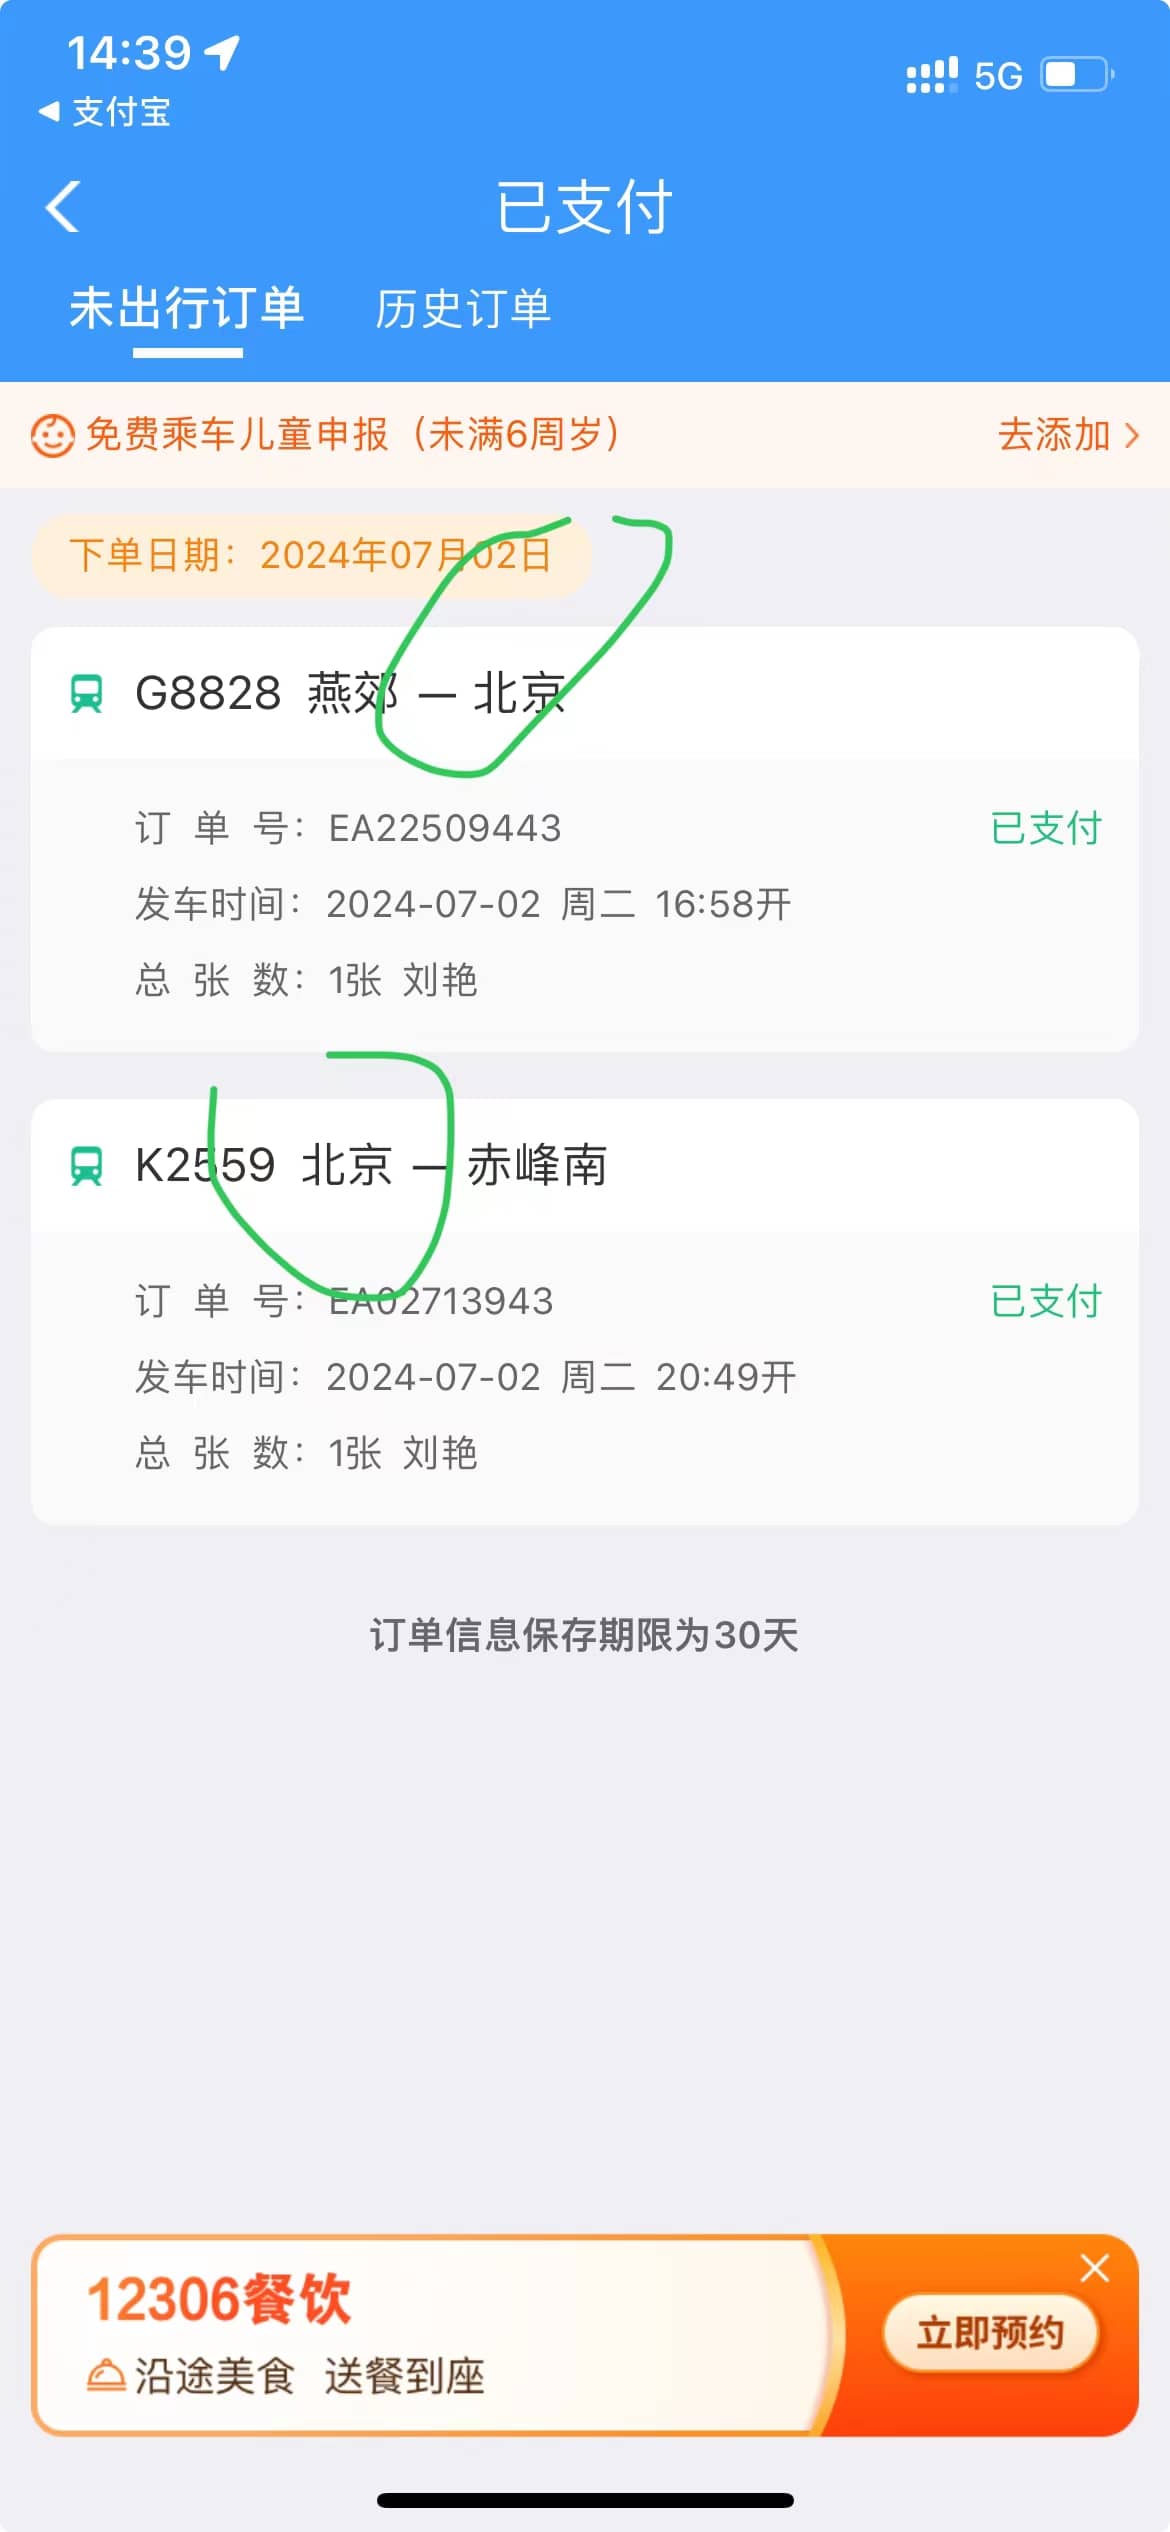 14:39
5G
支付宝
已支付
未出行订单 历史订单
免费乘车儿童申报（未满6周岁） 去添加
下单日期：2024年07月02日
G8828 燕郊 — 北京
订 单 号：EA22509443 已支付
发车时间：2024-07-02 周二 16:58开
总 张 数：1张 刘艳
K2559 北京 — 赤峰南
订 单 号：EA02713943 已支付
发车时间：2024-07-02 周二 20:49开
总 张 数：1张 刘艳
订单信息保存期限为30天
12306餐饮
沿途美食 送餐到座
立即预约